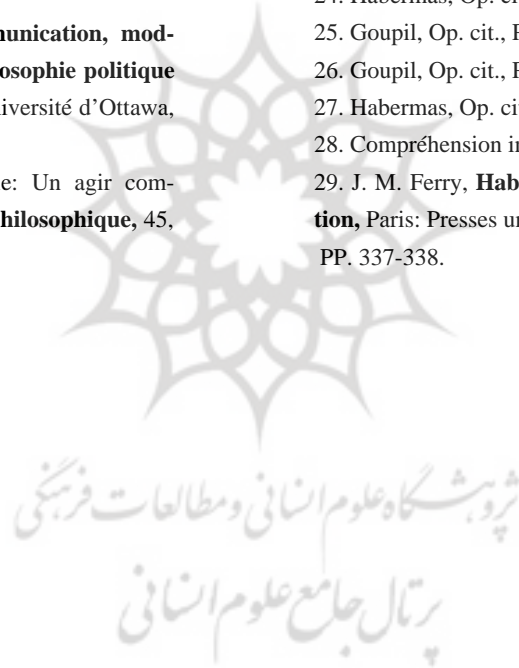 munication, mod-
osophie politique
niversité d'Ottawa,
e: Un agir com-
hilosophique, 45,
25. Goupil, Op. cit., P
26. Goupil, Op. cit., P
27. Habermas, Op. cit
28. Compréhension in
29. J. M. Ferry, Hab
tion, Paris: Presses un
PP. 337-338.
پژوهشگاه علوم انسانی و مطالعات فرهنگی
پرتال جامع علوم انسانی